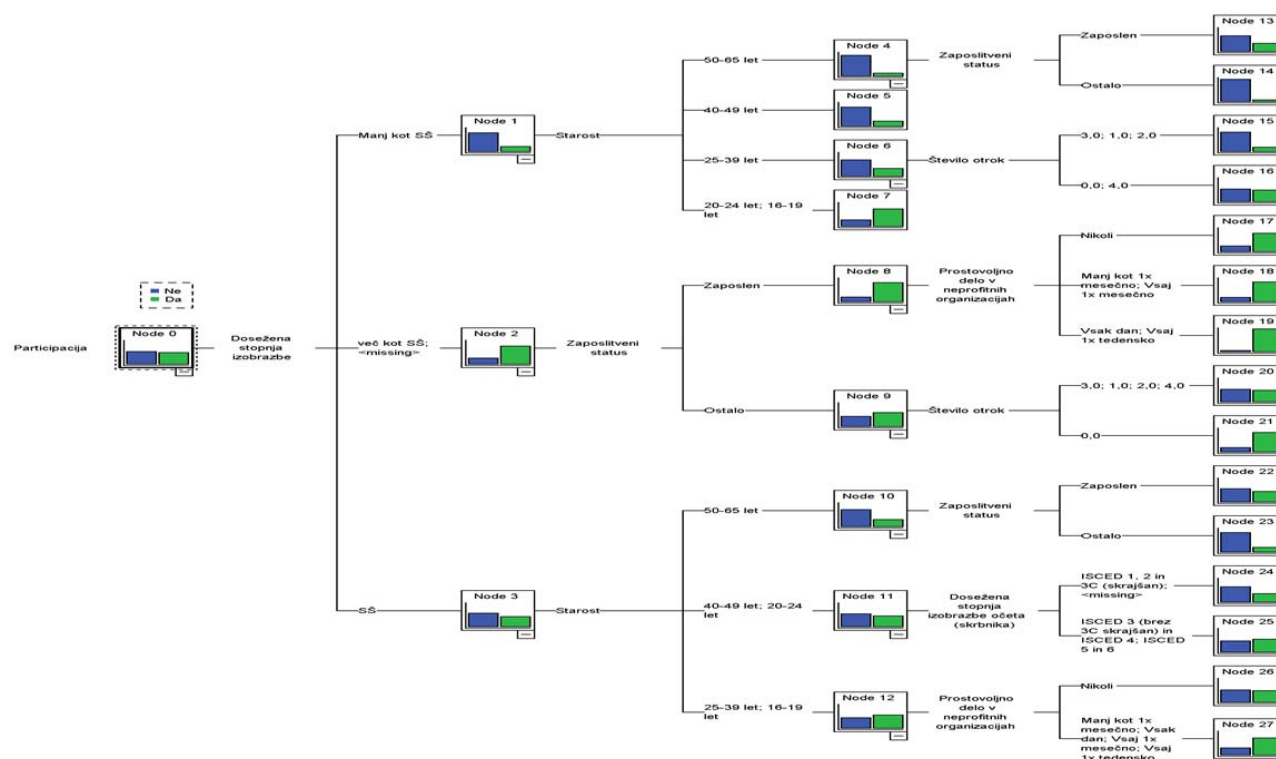 Node 13
Node 4
Zaposlen
Zaposlitveni
status
50-65 let
Node 14
Node 5
Ostalo
40-49 let
Node 1
Node 15
Manj kot SŠ
Starost
Node 6
3,0; 1,0; 2,0
25-39 let
Število otrok
Node 16
0,0; 4,0
Node 7
20-24 let; 16-19
let
Node 17
Nikoli
Node 8
Prostovoljno
delo v
neprofitnih
organizacijah
Zaposlen
Node 18
Manj kot 1x
mesečno; Vsaj
1x mesečno
Ne
Da
Node 19
Vsak dan; Vsaj
1x tedensko
Participacija
Node 0
Dosežena
stopnja
izobrazbe
več kot SŠ;
<missing>
Node 2
Zaposlitveni
status
Node 20
3,0; 1,0; 2,0; 4,0
Node 9
Ostalo
Število otrok
Node 21
0,0
Node 22
Zaposlen
Node 10
50-65 let
Zaposlitveni
status
Node 23
Ostalo
Node 24
ISCED 1, 2 in
3C (skrajšan);
<missing>
SŠ
Node 3
Starost
40-49 let; 20-24
let
Node 11
Dosežena
stopnja
izobrazbe očeta
(skrbnika)
Node 25
ISCED 3 (brez
3C skrajšan) in
ISCED 4; ISCED
5 in 6
Node 26
Nikoli
Node 12
25-39 let; 16-19
let
Prostovoljno
delo v
neprofitnih
organizacijah
Node 27
Manj kot 1x
mesečno; Vsak
dan; Vsaj 1x
mesečno; Vsaj
1x tedensko